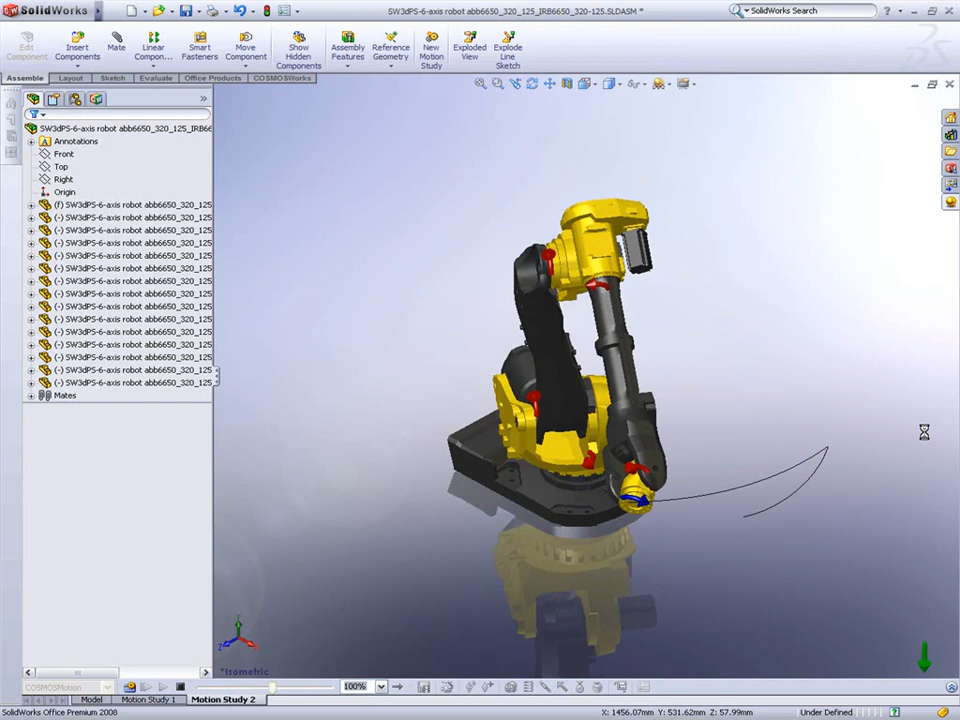 SolidWorks
SW3dPS-6-axis robot abb6650_320_125_IRB6650_320-125.SLDASM *
SolidWorks Search
Edit Component
Insert Components
Mate
Linear Compon...
Smart Fasteners
Move Component
Show Hidden Components
Assembly Features
Reference Geometry
New Motion Study
Exploded View
Explode Line Sketch
Assemble
Layout
Sketch
Evaluate
Office Products
COSMOSWorks
SW3dPS-6-axis robot abb6650_320_125_IRB66
Annotations
Front
Top
Right
Origin
(f) SW3dPS-6-axis robot abb6650_320_125
(-) SW3dPS-6-axis robot abb6650_320_125
(-) SW3dPS-6-axis robot abb6650_320_125
(-) SW3dPS-6-axis robot abb6650_320_125
(-) SW3dPS-6-axis robot abb6650_320_125
(-) SW3dPS-6-axis robot abb6650_320_125
(-) SW3dPS-6-axis robot abb6650_320_125
(-) SW3dPS-6-axis robot abb6650_320_125
(-) SW3dPS-6-axis robot abb6650_320_125
(-) SW3dPS-6-axis robot abb6650_320_125
(-) SW3dPS-6-axis robot abb6650_320_125
(-) SW3dPS-6-axis robot abb6650_320_125
(-) SW3dPS-6-axis robot abb6650_320_125
(-) SW3dPS-6-axis robot abb6650_320_125
(-) SW3dPS-6-axis robot abb6650_320_125
Mates
*Isometric
COSMOSMotion
100%
Model
Motion Study 1
Motion Study 2
SolidWorks Office Premium 2008
X: 1456.07mm Y: 531.62mm Z: 57.99mm
Under Defined